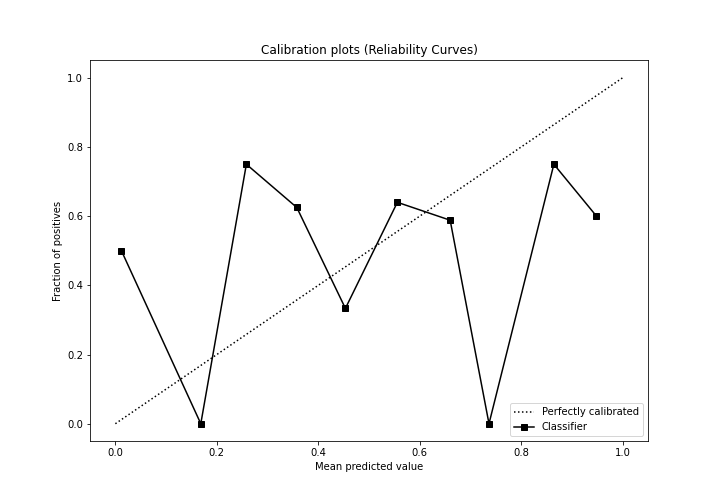 Calibration plots (Reliability Curves)
1.0
0.8
0.6
0.4
0.2
0.0
Fraction of positives
Perfectly calibrated
Classifier
0.0 0.2 0.4 0.6 0.8 1.0
Mean predicted value